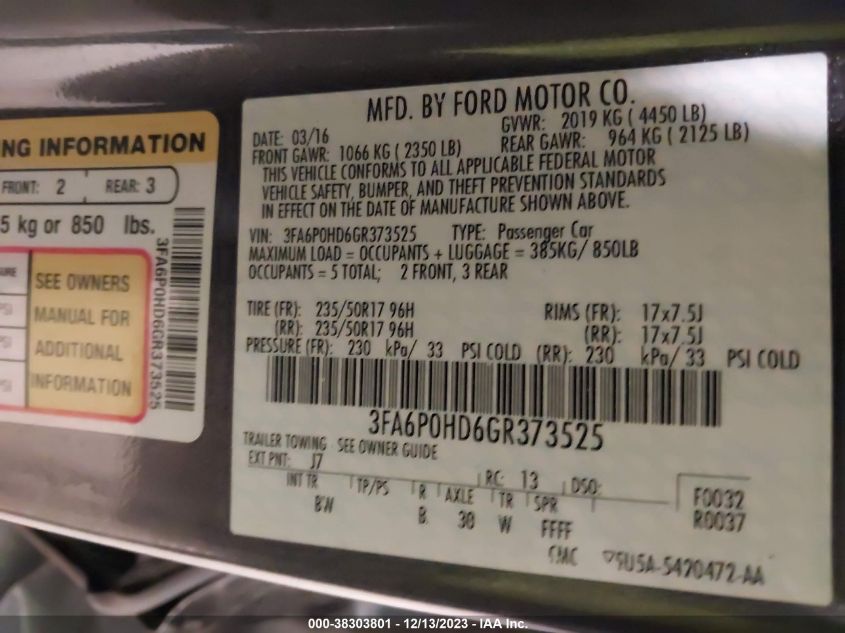 NG INFORMATION
FRONT: 2 REAR: 3
5 kg or 850 lbs.
SEE OWNERS
MANUAL FOR
ADDITIONAL
INFORMATION
PSI
PSI
3FA6P0HD6GR373525
MFD. BY FORD MOTOR CO.
DATE: 03/16 GVWR: 2019 KG ( 4450 LB)
FRONT GAWR: 1066 KG ( 2350 LB) REAR GAWR: 964 KG ( 2125 LB)
THIS VEHICLE CONFORMS TO ALL APPLICABLE FEDERAL MOTOR
VEHICLE SAFETY, BUMPER, AND THEFT PREVENTION STANDARDS
IN EFFECT ON THE DATE OF MANUFACTURE SHOWN ABOVE.
VIN: 3FA6P0HD6GR373525 TYPE: Passenger Car
MAXIMUM LOAD = OCCUPANTS + LUGGAGE = 385KG/ 850LB
OCCUPANTS = 5 TOTAL; 2 FRONT, 3 REAR
TIRE (FR): 235/50R17 96H RIMS (FR): 17x7.5J
(RR): 235/50R17 96H (RR): 17x7.5J
PRESSURE (FR): 230 kPa/ 33 PSI COLD (RR): 230 kPa/ 33 PSI COLD
3FA6P0HD6GR373525
TRAILER TOWING - SEE OWNER GUIDE
EXT PNT: J7 RC: 13 DSO: F0032
INT TR TP/PS R AXLE TR SPR R0037
BW B 30 W FFFF
5U5A-5420472-AA
000-38303801 - 12/13/2023 - IAA Inc.